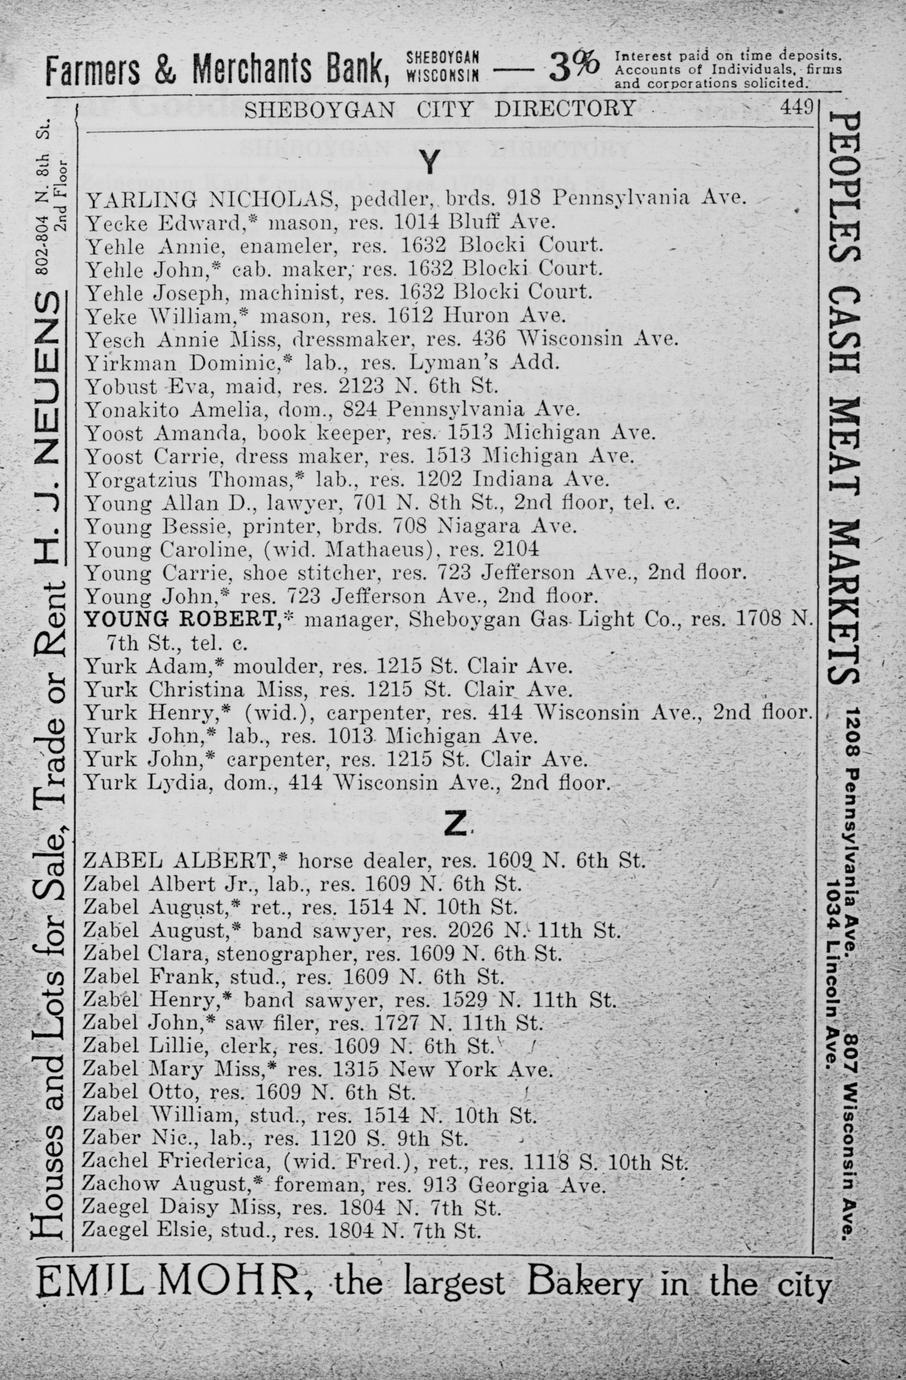 Farmers & Merchants Bank, SHEBOYGAN WISCONSIN — 3% Interest paid on time deposits. Accounts of Individuals, firms and corporations solicited.
SHEBOYGAN CITY DIRECTORY 449
Y
YARLING NICHOLAS, peddler, brds. 918 Pennsylvania Ave.
Yecke Edward,* mason, res. 1014 Bluff Ave.
Yehle Annie, enameler, res. 1632 Blocki Court.
Yehle John,* cab. maker, res. 1632 Blocki Court.
Yehle Joseph, machinist, res. 1632 Blocki Court.
Yeke William,* mason, res. 1612 Huron Ave.
Yesch Annie Miss, dressmaker, res. 436 Wisconsin Ave.
Yirkman Dominic,* lab., res. Lyman's Add.
Yobust Eva, maid, res. 2123 N. 6th St.
Yonakito Amelia, dom., 824 Pennsylvania Ave.
Yoost Amanda, book keeper, res. 1513 Michigan Ave.
Yoost Carrie, dress maker, res. 1513 Michigan Ave.
Yorgatzius Thomas,* lab., res. 1202 Indiana Ave.
Young Allan D., lawyer, 701 N. 8th St., 2nd floor, tel. c.
Young Bessie, printer, brds. 708 Niagara Ave.
Young Caroline, (wid. Mathaeus), res. 2104
Young Carrie, shoe stitcher, res. 723 Jefferson Ave., 2nd floor.
Young John,* res. 723 Jefferson Ave., 2nd floor.
YOUNG ROBERT,* manager, Sheboygan Gas Light Co., res. 1708 N.
7th St., tel. c.
Yurk Adam,* moulder, res. 1215 St. Clair Ave.
Yurk Christina Miss, res. 1215 St. Clair Ave.
Yurk Henry,* (wid.), carpenter, res. 414 Wisconsin Ave., 2nd floor.
Yurk John,* lab., res. 1013 Michigan Ave.
Yurk John,* carpenter, res. 1215 St. Clair Ave.
Yurk Lydia, dom., 414 Wisconsin Ave., 2nd floor.
Z
ZABEL ALBERT,* horse dealer, res. 1609 N. 6th St.
Zabel Albert Jr., lab., res. 1609 N. 6th St.
Zabel August,* ret., res. 1514 N. 10th St.
Zabel August,* band sawyer, res. 2026 N. 11th St.
Zabel Clara, stenographer, res. 1609 N. 6th St.
Zabel Frank, stud., res. 1609 N. 6th St.
Zabel Henry,* band sawyer, res. 1529 N. 11th St.
Zabel John,* saw filer, res. 1727 N. 11th St.
Zabel Lillie, clerk, res. 1609 N. 6th St.
Zabel Mary Miss,* res. 1315 New York Ave.
Zabel Otto, res. 1609 N. 6th St.
Zabel William, stud., res. 1514 N. 10th St.
Zaber Nic., lab., res. 1120 S. 9th St.
Zachel Friederica, (wid. Fred.), ret., res. 1118 S. 10th St.
Zachow August,* foreman, res. 913 Georgia Ave.
Zaegel Daisy Miss, res. 1804 N. 7th St.
Zaegel Elsie, stud., res. 1804 N. 7th St.
Houses and Lots for Sale, Trade or Rent H. J. NEUENS 802-804 N. 8th St. 2nd Floor
PEOPLES CASH MEAT MARKETS 1208 Pennsylvania Ave. 807 Wisconsin Ave.
1034 Lincoln Ave.
EMIL MOHR, the largest Bakery in the city